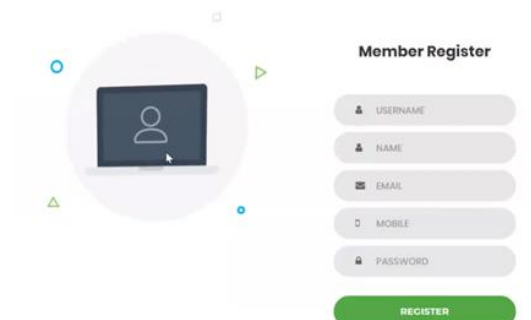 Member Register
USERNAME
NAME
EMAIL
MOBILE
PASSWORD
REGISTER